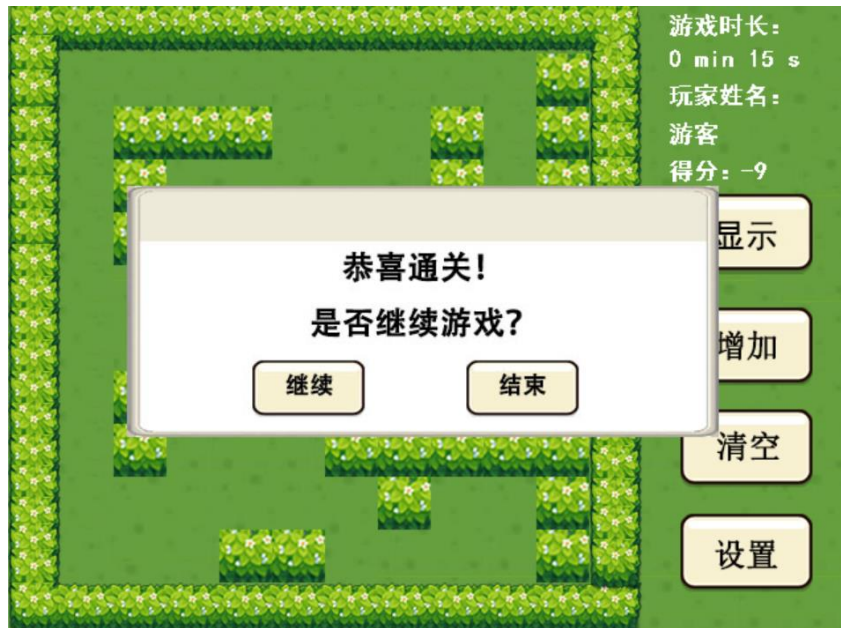 游戏时长：
0 min 15 s
玩家姓名：
游客
得分：-9
显示
恭喜通关！
是否继续游戏？
增加
继续
结束
清空
设置